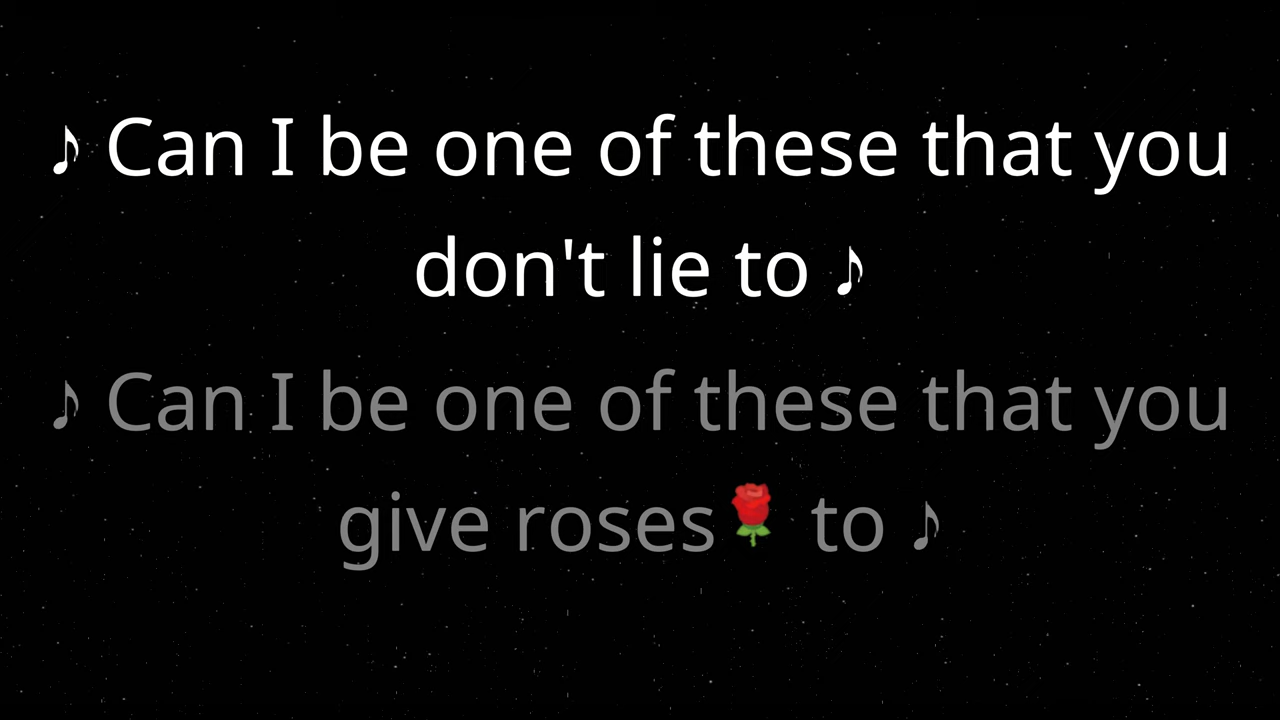 ♪ Can I be one of these that you
don't lie to ♪
♪ Can I be one of these that you
give roses🌹 to ♪